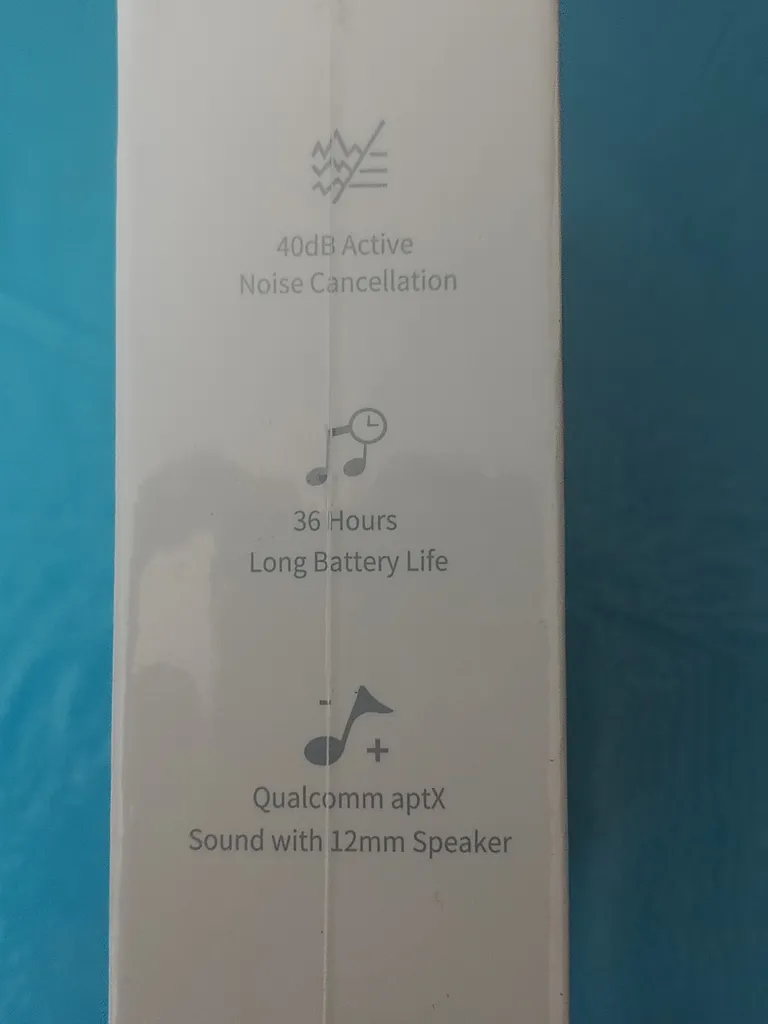 40dB Active
Noise Cancellation
36 Hours
Long Battery Life
Qualcomm aptX
Sound with 12mm Speaker